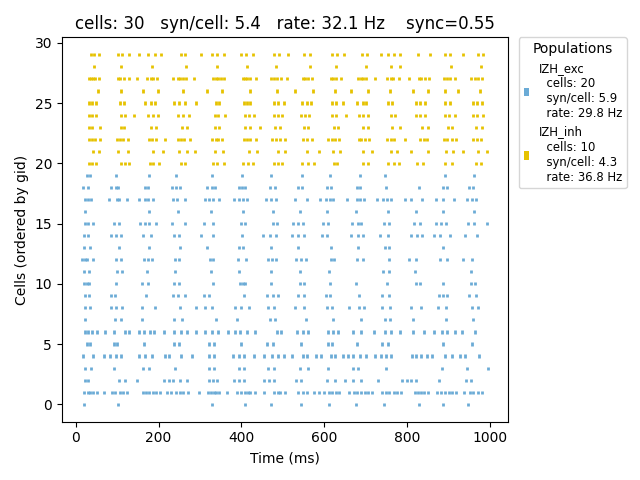 cells: 30   syn/cell: 5.4   rate: 32.1 Hz    sync=0.55
Populations
IZH_exc
cells: 20
syn/cell: 5.9
rate: 29.8 Hz
IZH_inh
cells: 10
syn/cell: 4.3
rate: 36.8 Hz
Cells (ordered by gid)
30
25
20
15
10
5
0
0 200 400 600 800 1000
Time (ms)